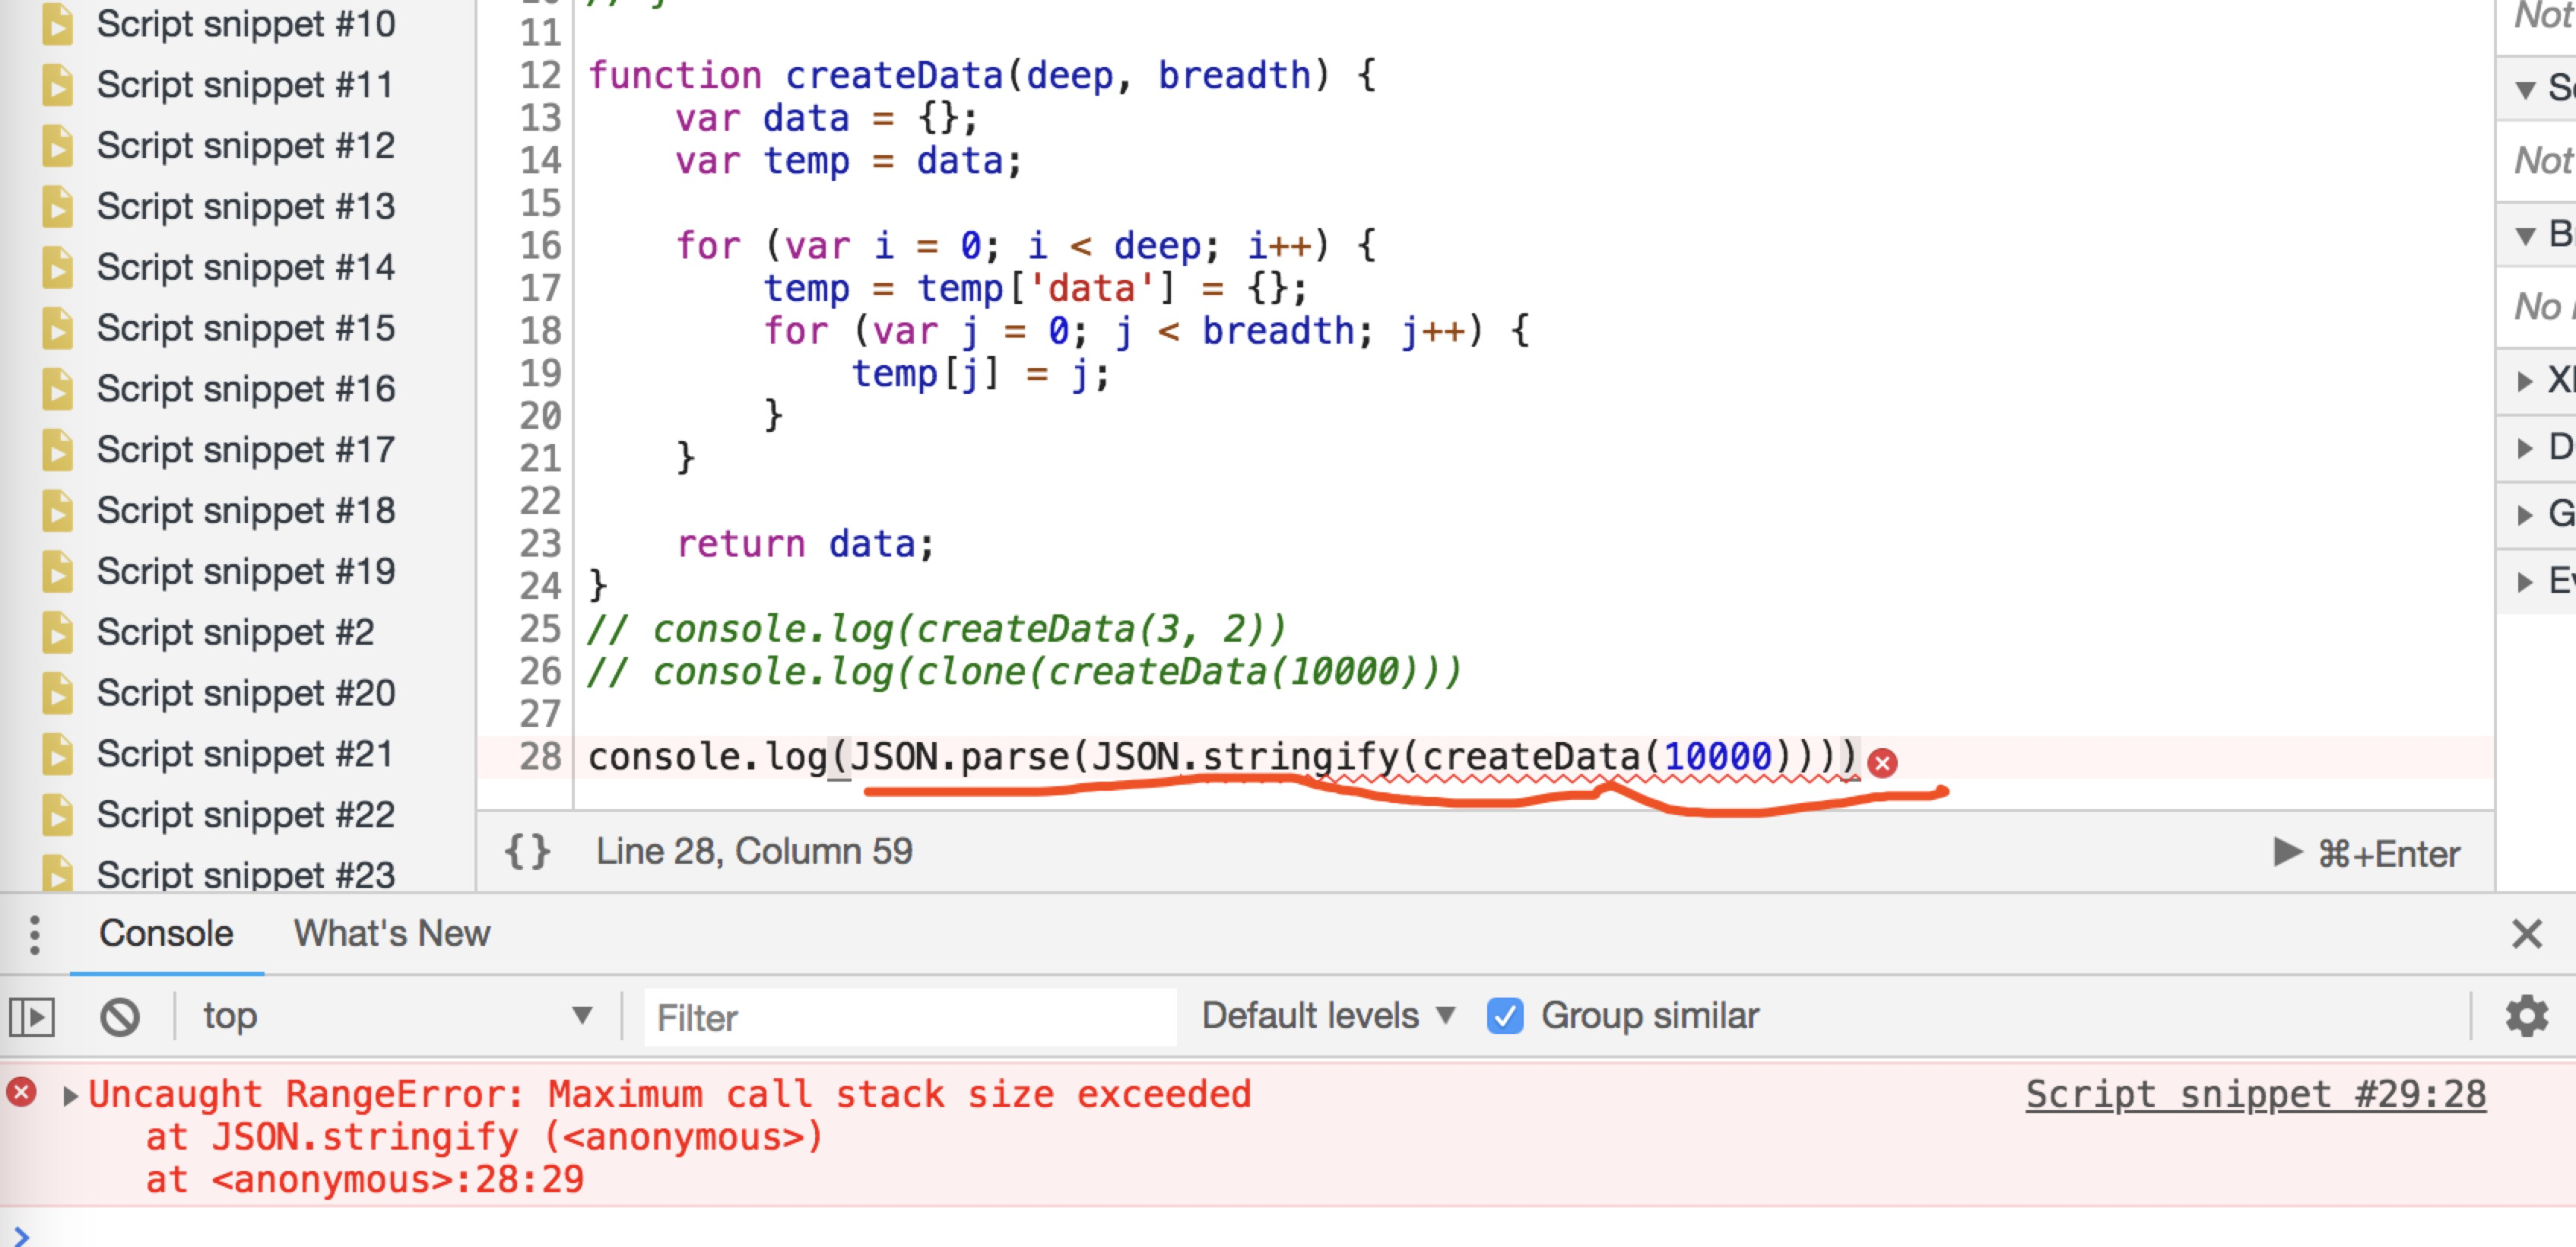 Script snippet #10
Script snippet #11
Script snippet #12
Script snippet #13
Script snippet #14
Script snippet #15
Script snippet #16
Script snippet #17
Script snippet #18
Script snippet #19
Script snippet #2
Script snippet #20
Script snippet #21
Script snippet #22
Script snippet #23
11
12 function createData(deep, breadth) {
13     var data = {};
14     var temp = data;
15
16     for (var i = 0; i < deep; i++) {
17         temp = temp['data'] = {};
18         for (var j = 0; j < breadth; j++) {
19             temp[j] = j;
20         }
21     }
22
23     return data;
24 }
25 // console.log(createData(3, 2))
26 // console.log(clone(createData(10000)))
27
28 console.log(JSON.parse(JSON.stringify(createData(10000))))
{} Line 28, Column 59
⌘+Enter
Not
Not
No
Console What's New
top Filter Default levels Group similar
Uncaught RangeError: Maximum call stack size exceeded Script snippet #29:28
at JSON.stringify (<anonymous>)
at <anonymous>:28:29
>